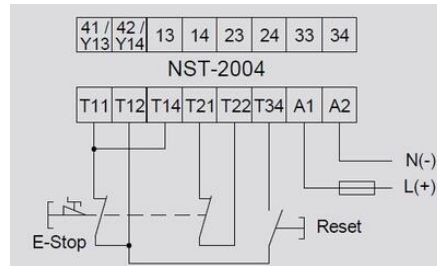 41 / Y13 42 / Y14 13 14 23 24 33 34
NST-2004
T11 T12 T14 T21 T22 T34 A1 A2
N(-)
L(+)
E-Stop
Reset